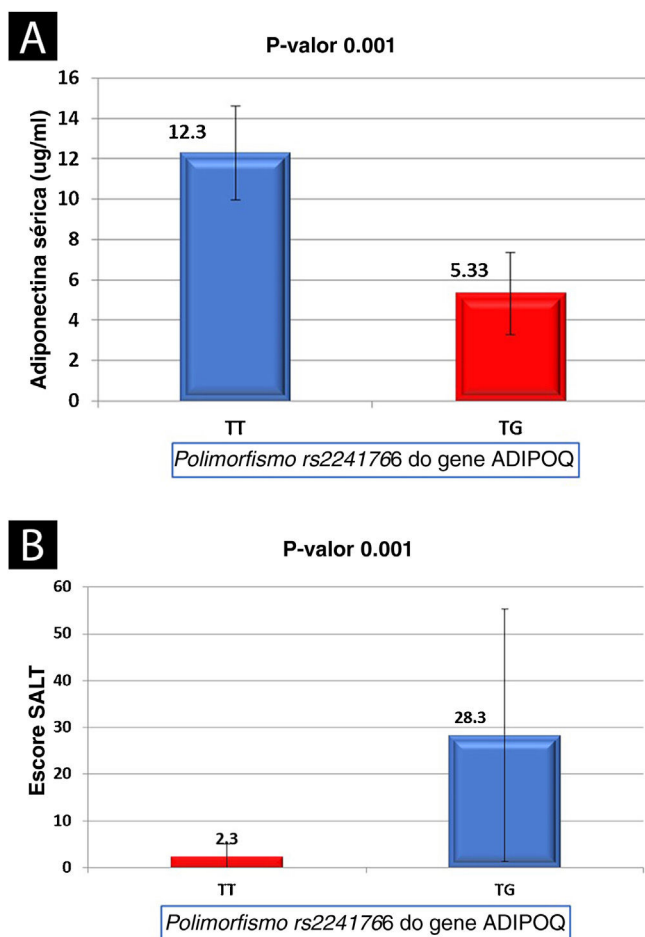 A
P-valor 0.001
Adiponectina sérica (ug/ml)
16
14
12
10
8
6
4
2
0
12.3
5.33
TT
TG
Polimorfismo rs2241766 do gene ADIPOQ
B
P-valor 0.001
Escore SALT
60
50
40
30
20
10
0
2.3
28.3
TT
TG
Polimorfismo rs2241766 do gene ADIPOQ